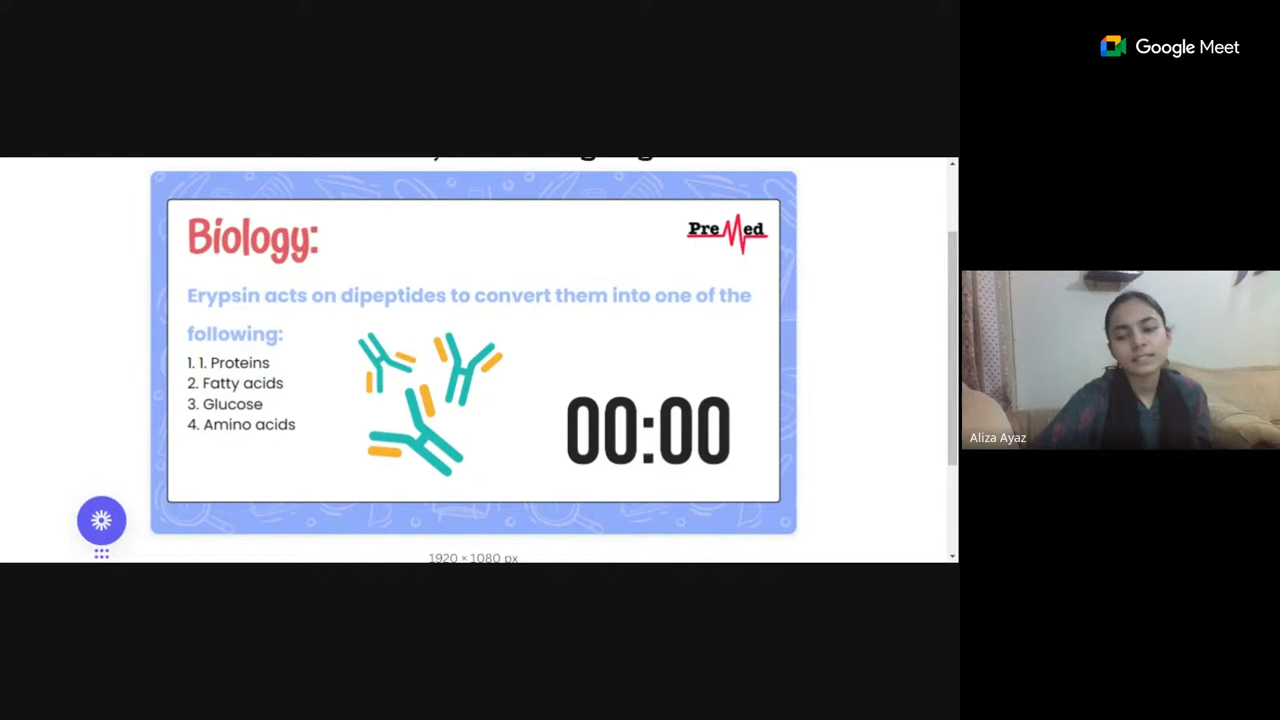 Google Meet
Biology:
PreMed
Erypsin acts on dipeptides to convert them into one of the
following:
1. 1. Proteins
2. Fatty acids
3. Glucose
4. Amino acids
00:00
Aliza Ayaz
1920 × 1080 px